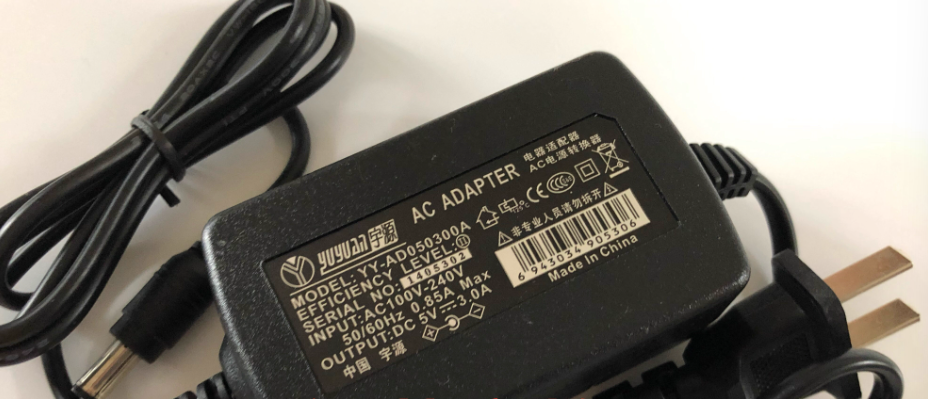 yuyuan 宇源
AC ADAPTER
电器适配器
AC电源转换器
MODEL:YY-AD050300A
EFFICIENCY LEVEL:
SERIAL NO:1405302
INPUT:AC100V-240V
50/60Hz 0.85A Max
OUTPUT:DC 5V 3.0A
中国 宇源
CE
CCC
非专业人员请勿拆开
6 943034 905306
Made In China